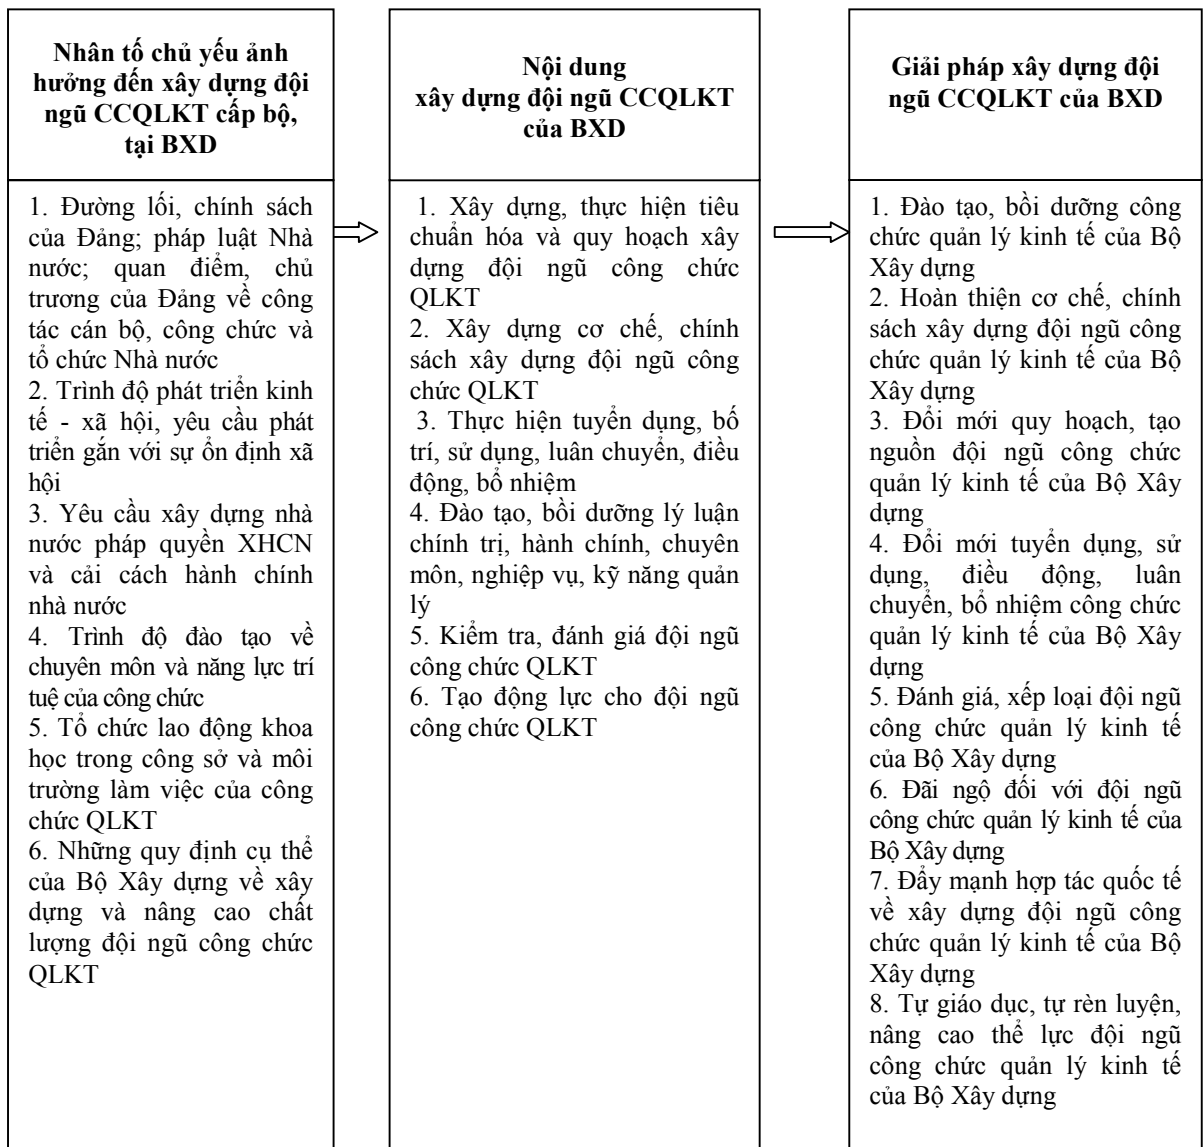 Nhân tố chủ yếu ảnh
hưởng đến xây dựng đội
ngũ CCQLKT cấp bộ,
tại BXD
1. Đường lối, chính sách
của Đảng; pháp luật Nhà
nước; quan điểm, chủ
trương của Đảng về công
tác cán bộ, công chức và
tổ chức Nhà nước
2. Trình độ phát triển kinh
tế - xã hội, yêu cầu phát
triển gắn với sự ổn định xã
hội
3. Yêu cầu xây dựng nhà
nước pháp quyền XHCN
và cải cách hành chính
nhà nước
4. Trình độ đào tạo về
chuyên môn và năng lực trí
tuệ của công chức
5. Tổ chức lao động khoa
học trong công sở và môi
trường làm việc của công
chức QLKT
6. Những quy định cụ thể
của Bộ Xây dựng về xây
dựng và nâng cao chất
lượng đội ngũ công chức
QLKT
Nội dung
xây dựng đội ngũ CCQLKT
của BXD
1. Xây dựng, thực hiện tiêu
chuẩn hóa và quy hoạch xây
dựng đội ngũ công chức
QLKT
2. Xây dựng cơ chế, chính
sách xây dựng đội ngũ công
chức QLKT
3. Thực hiện tuyển dụng, bố
trí, sử dụng, luân chuyển, điều
động, bổ nhiệm
4. Đào tạo, bồi dưỡng lý luận
chính trị, hành chính, chuyên
môn, nghiệp vụ, kỹ năng quản
lý
5. Kiểm tra, đánh giá đội ngũ
công chức QLKT
6. Tạo động lực cho đội ngũ
công chức QLKT
Giải pháp xây dựng đội
ngũ CCQLKT của BXD
1. Đào tạo, bồi dưỡng công
chức quản lý kinh tế của Bộ
Xây dựng
2. Hoàn thiện cơ chế, chính
sách xây dựng đội ngũ công
chức quản lý kinh tế của Bộ
Xây dựng
3. Đổi mới quy hoạch, tạo
nguồn đội ngũ công chức
quản lý kinh tế của Bộ Xây
dựng
4. Đổi mới tuyển dụng, sử
dụng, điều động, luân
chuyển, bổ nhiệm công chức
quản lý kinh tế của Bộ Xây
dựng
5. Đánh giá, xếp loại đội ngũ
công chức quản lý kinh tế
của Bộ Xây dựng
6. Đãi ngộ đối với đội ngũ
công chức quản lý kinh tế của
Bộ Xây dựng
7. Đẩy mạnh hợp tác quốc tế
về xây dựng đội ngũ công
chức quản lý kinh tế của Bộ
Xây dựng
8. Tự giáo dục, tự rèn luyện,
nâng cao thể lực đội ngũ
công chức quản lý kinh tế
của Bộ Xây dựng